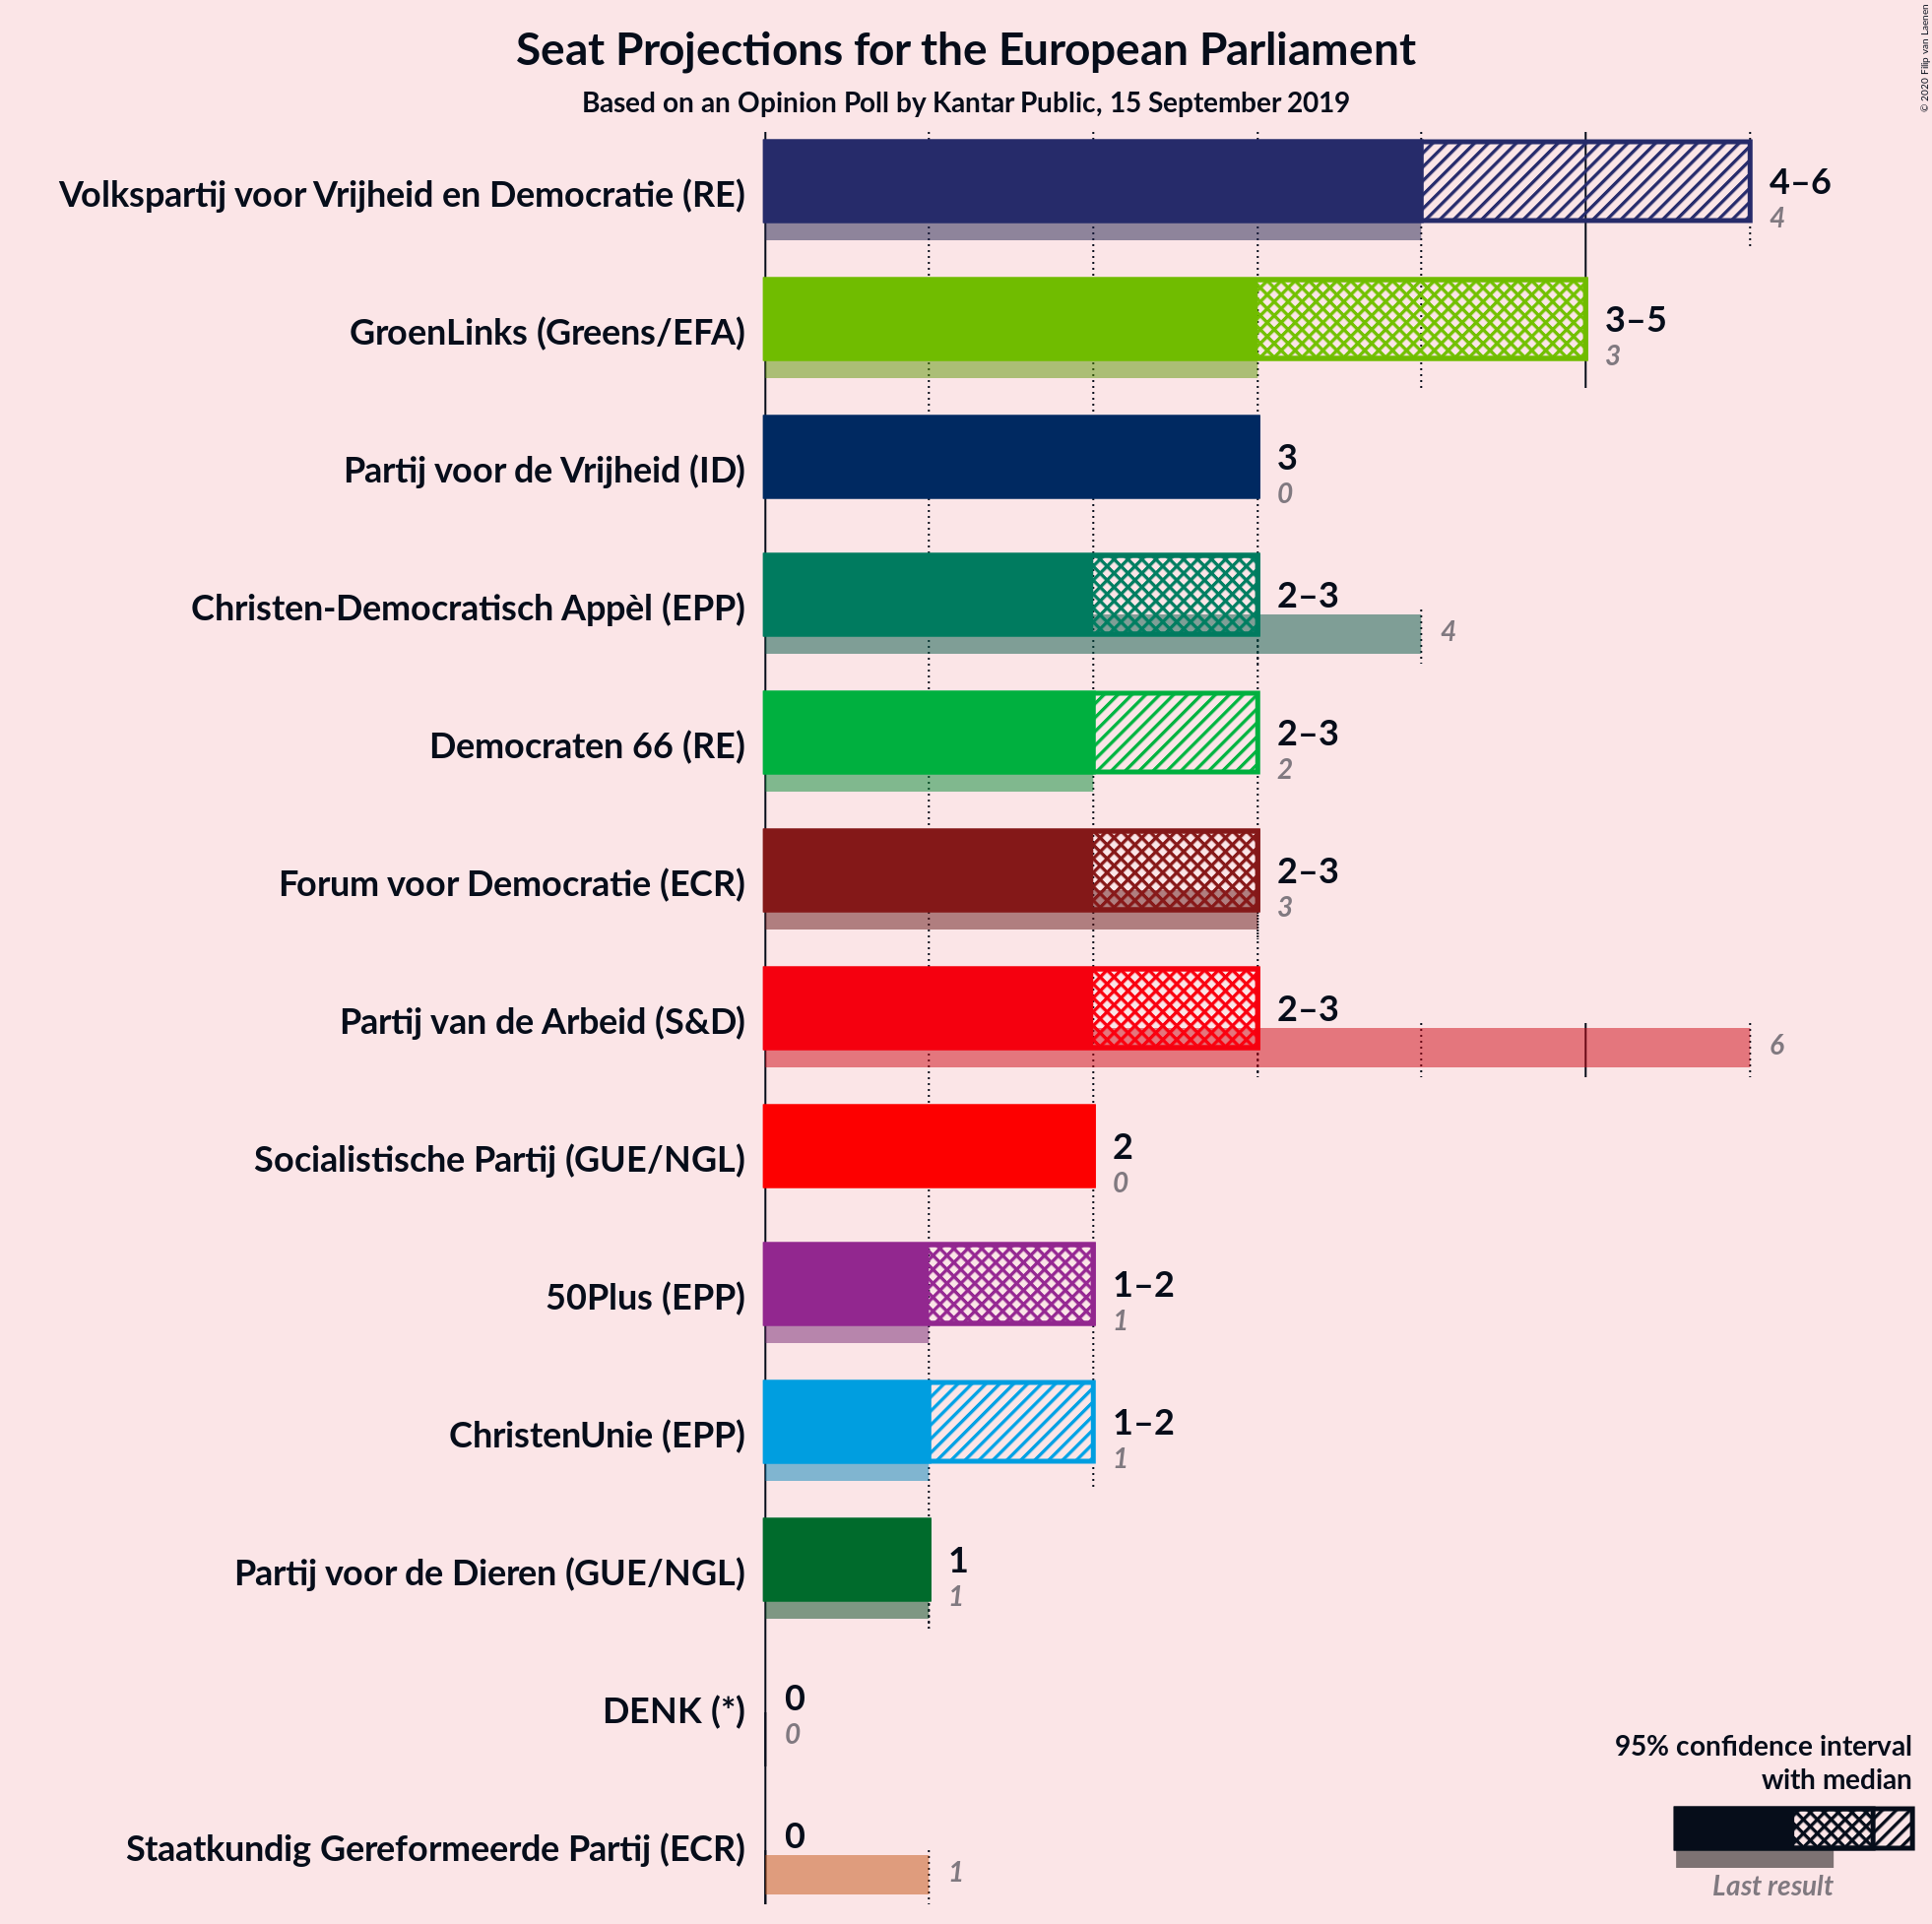 Seat Projections for the European Parliament
Based on an Opinion Poll by Kantar Public, 15 September 2019
© 2020 Filip van Laenen
Volkspartij voor Vrijheid en Democratie (RE)
4–6
4
GroenLinks (Greens/EFA)
3–5
3
Partij voor de Vrijheid (ID)
3
0
Christen-Democratisch Appèl (EPP)
2–3
4
Democraten 66 (RE)
2–3
2
Forum voor Democratie (ECR)
2–3
3
Partij van de Arbeid (S&D)
2–3
6
Socialistische Partij (GUE/NGL)
2
0
50Plus (EPP)
1–2
1
ChristenUnie (EPP)
1–2
1
Partij voor de Dieren (GUE/NGL)
1
1
DENK (*)
0
0
Staatkundig Gereformeerde Partij (ECR)
0
1
95% confidence interval
with median
Last result